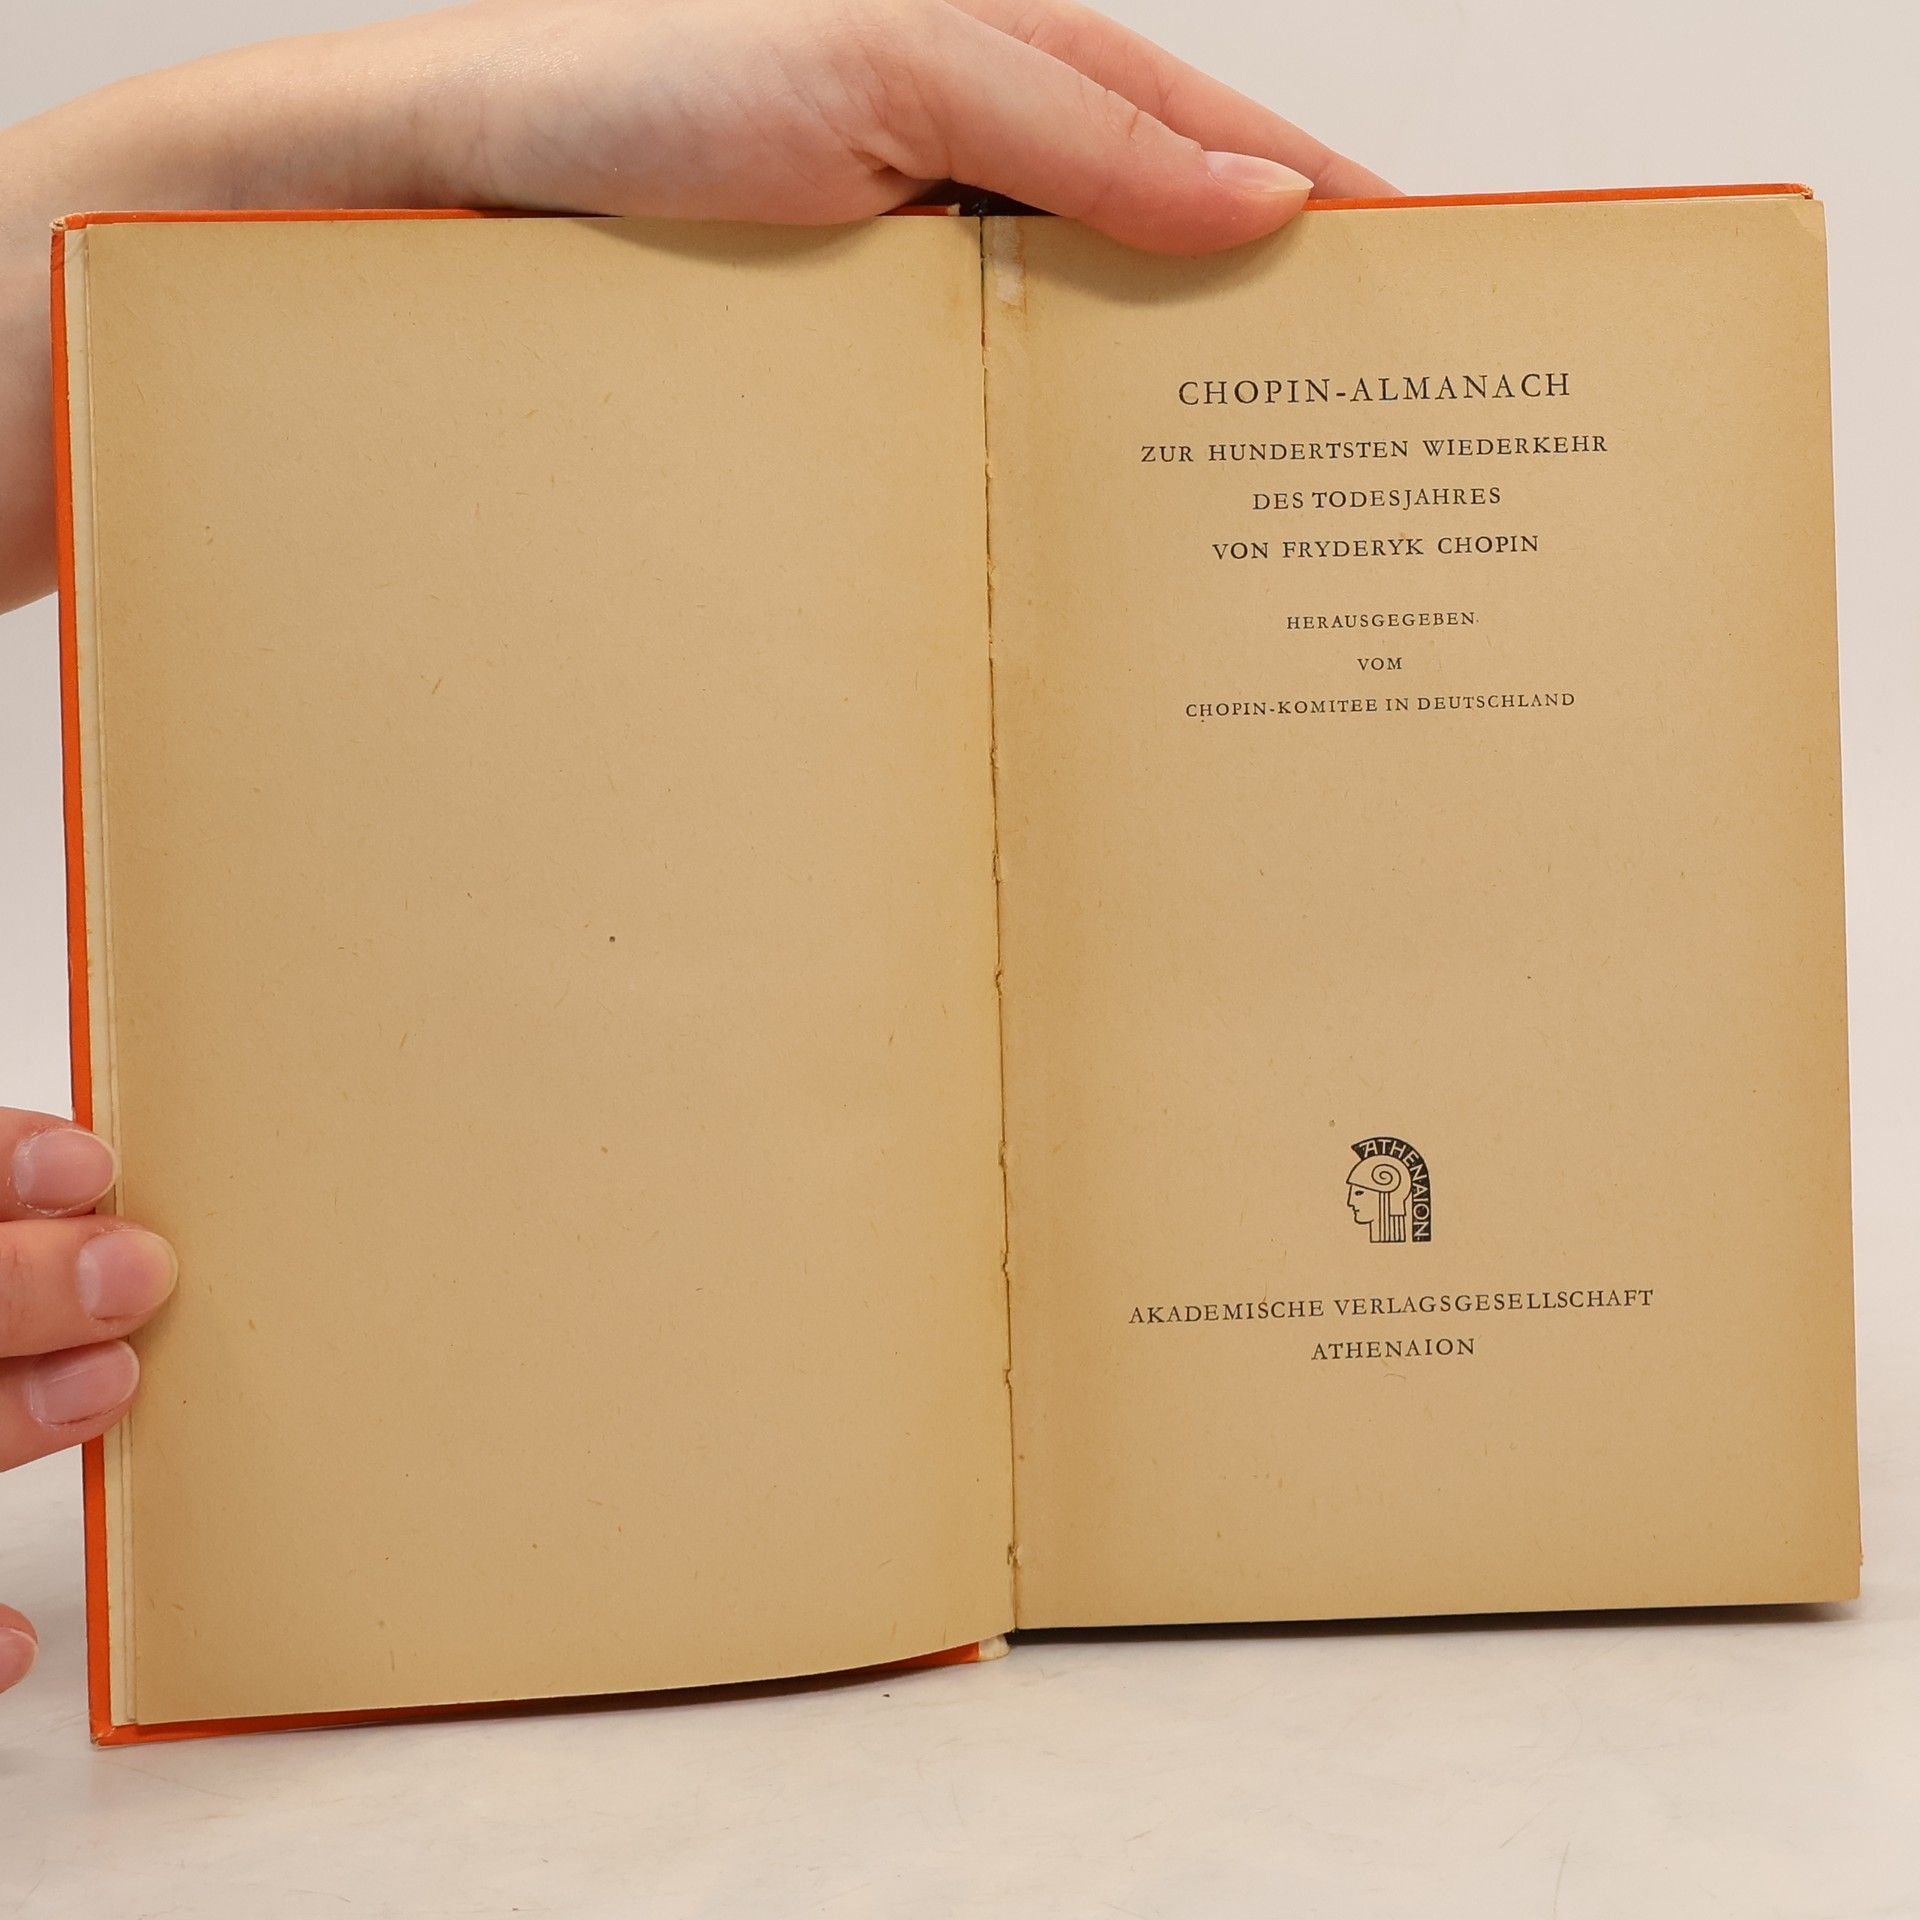 CHOPIN-ALMANACH
ZUR HUNDERTSTEN WIEDERKEHR
DES TODESJAHRES
VON FRYDERYK CHOPIN
HERAUSGEGEBEN
VOM
CHOPIN-KOMITEE IN DEUTSCHLAND
ATHENAION
AKADEMISCHE VERLAGSGESELLSCHAFT
ATHENAION